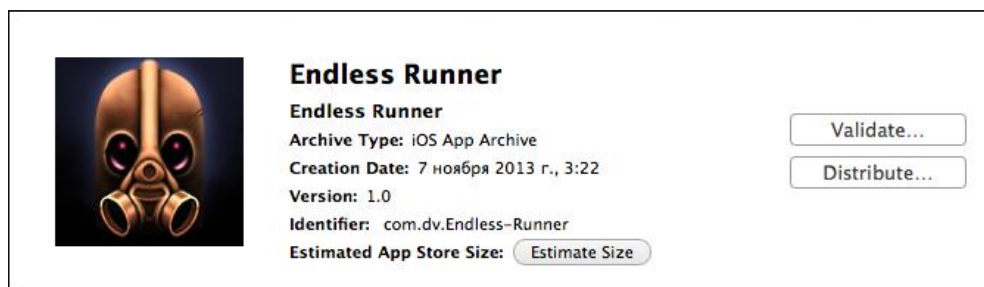 Endless Runner
Endless Runner
Archive Type: iOS App Archive
Creation Date: 7 ноября 2013 г., 3:22
Version: 1.0
Identifier: com.dv.Endless-Runner
Estimated App Store Size: Estimate Size
Validate...
Distribute...